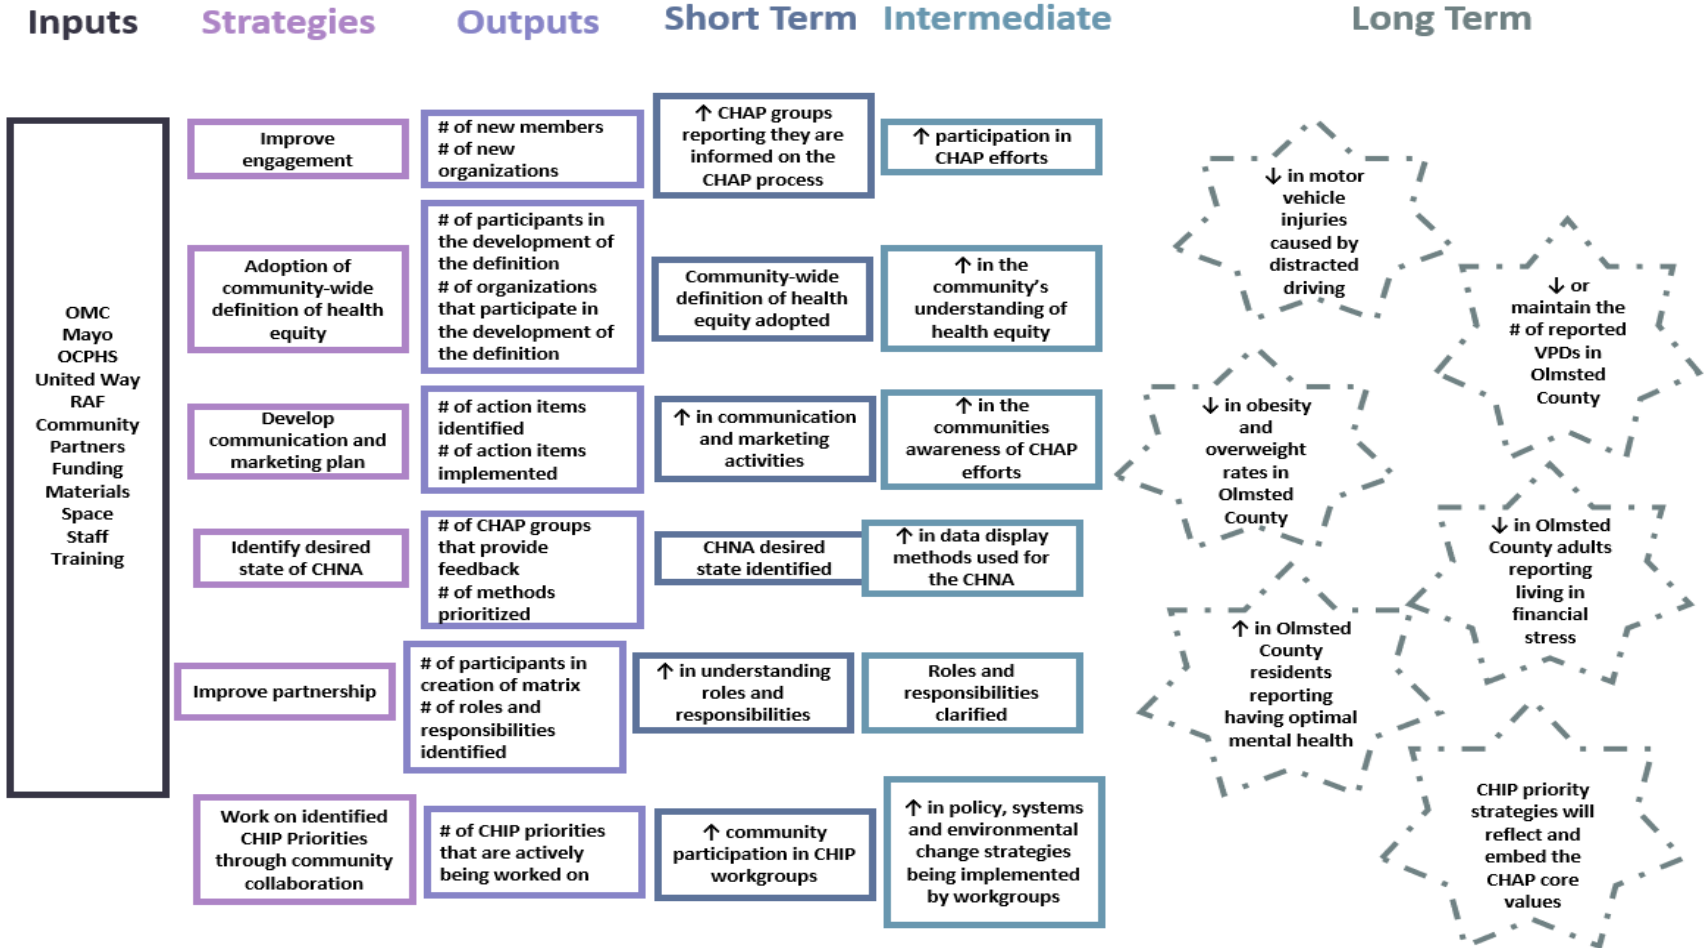 Inputs
Strategies
Outputs
Short Term
Intermediate
Long Term
OMC
Mayo
OCPHS
United Way
RAF
Community
Partners
Funding
Materials
Space
Staff
Training
Improve
engagement
# of new members
# of new
organizations
↑ CHAP groups
reporting they are
informed on the
CHAP process
↑ participation in
CHAP efforts
Adoption of
community-wide
definition of health
equity
# of participants in
the development of
the definition
# of organizations
that participate in
the development of
the definition
Community-wide
definition of health
equity adopted
↑ in the
community’s
understanding of
health equity
Develop
communication and
marketing plan
# of action items
identified
# of action items
implemented
↑ in communication
and marketing
activities
↑ in the
communities
awareness of CHAP
efforts
Identify desired
state of CHNA
# of CHAP groups
that provide
feedback
# of methods
prioritized
CHNA desired
state identified
↑ in data display
methods used for
the CHNA
Improve partnership
# of participants in
creation of matrix
# of roles and
responsibilities
identified
↑ in understanding
roles and
responsibilities
Roles and
responsibilities
clarified
Work on identified
CHIP Priorities
through community
collaboration
# of CHIP priorities
that are actively
being worked on
↑ community
participation in CHIP
workgroups
↑ in policy, systems
and environmental
change strategies
being implemented
by workgroups
↓ in motor
vehicle
injuries
caused by
distracted
driving
↓ or
maintain the
# of reported
VPDs in
Olmsted
County
↓ in obesity
and
overweight
rates in
Olmsted
County
↓ in Olmsted
County adults
reporting
living in
financial
stress
↑ in Olmsted
County
residents
reporting
having optimal
mental health
CHIP priority
strategies will
reflect and
embed the
CHAP core
values